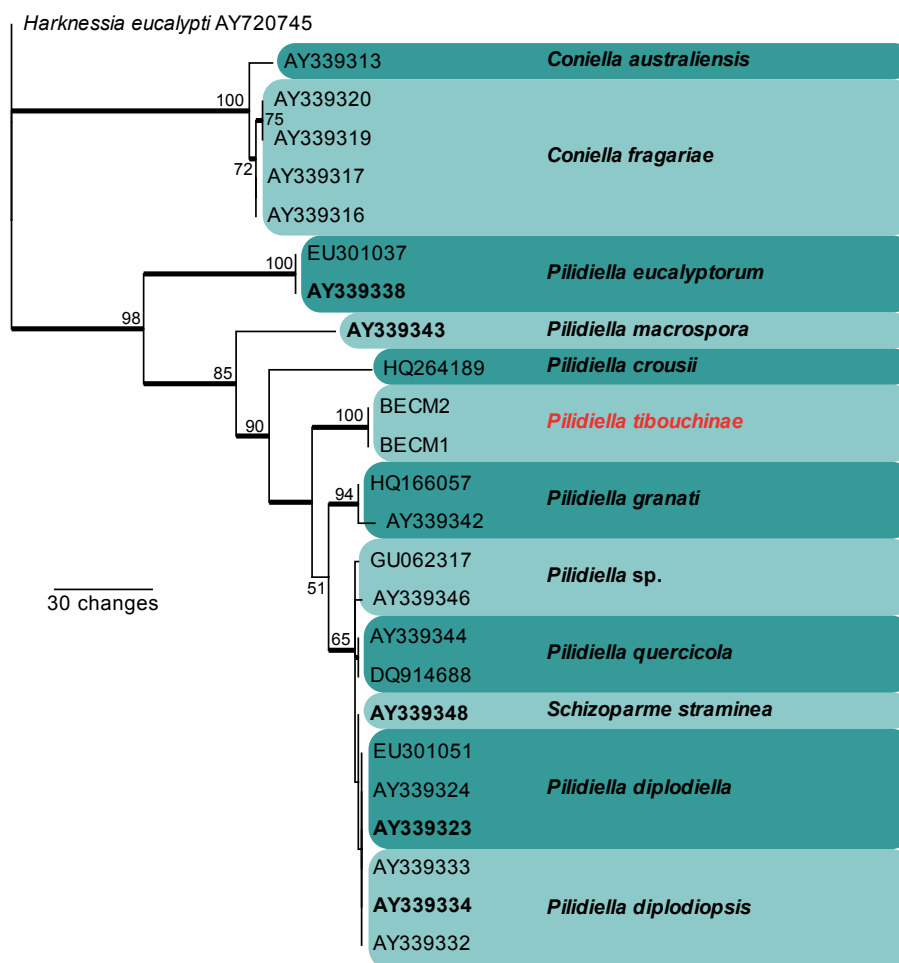 Harknessia eucalypti AY720745
AY339313 Coniella australiensis
100
AY339320
75
AY339319
Coniella fragariae
72
AY339317
AY339316
EU301037
100
Pilidiella eucalyptorum
AY339338
98
AY339343 Pilidiella macrospora
85
HQ264189 Pilidiella crousii
90
BECM2
100
Pilidiella tibouchinae
BECM1
HQ166057
94
Pilidiella granati
AY339342
GU062317
Pilidiella sp.
30 changes
51
AY339346
65
AY339344
Pilidiella quercicola
DQ914688
AY339348 Schizoparme straminea
EU301051
AY339324 Pilidiella diplodiella
AY339323
AY339333
AY339334 Pilidiella diplodiopsis
AY339332